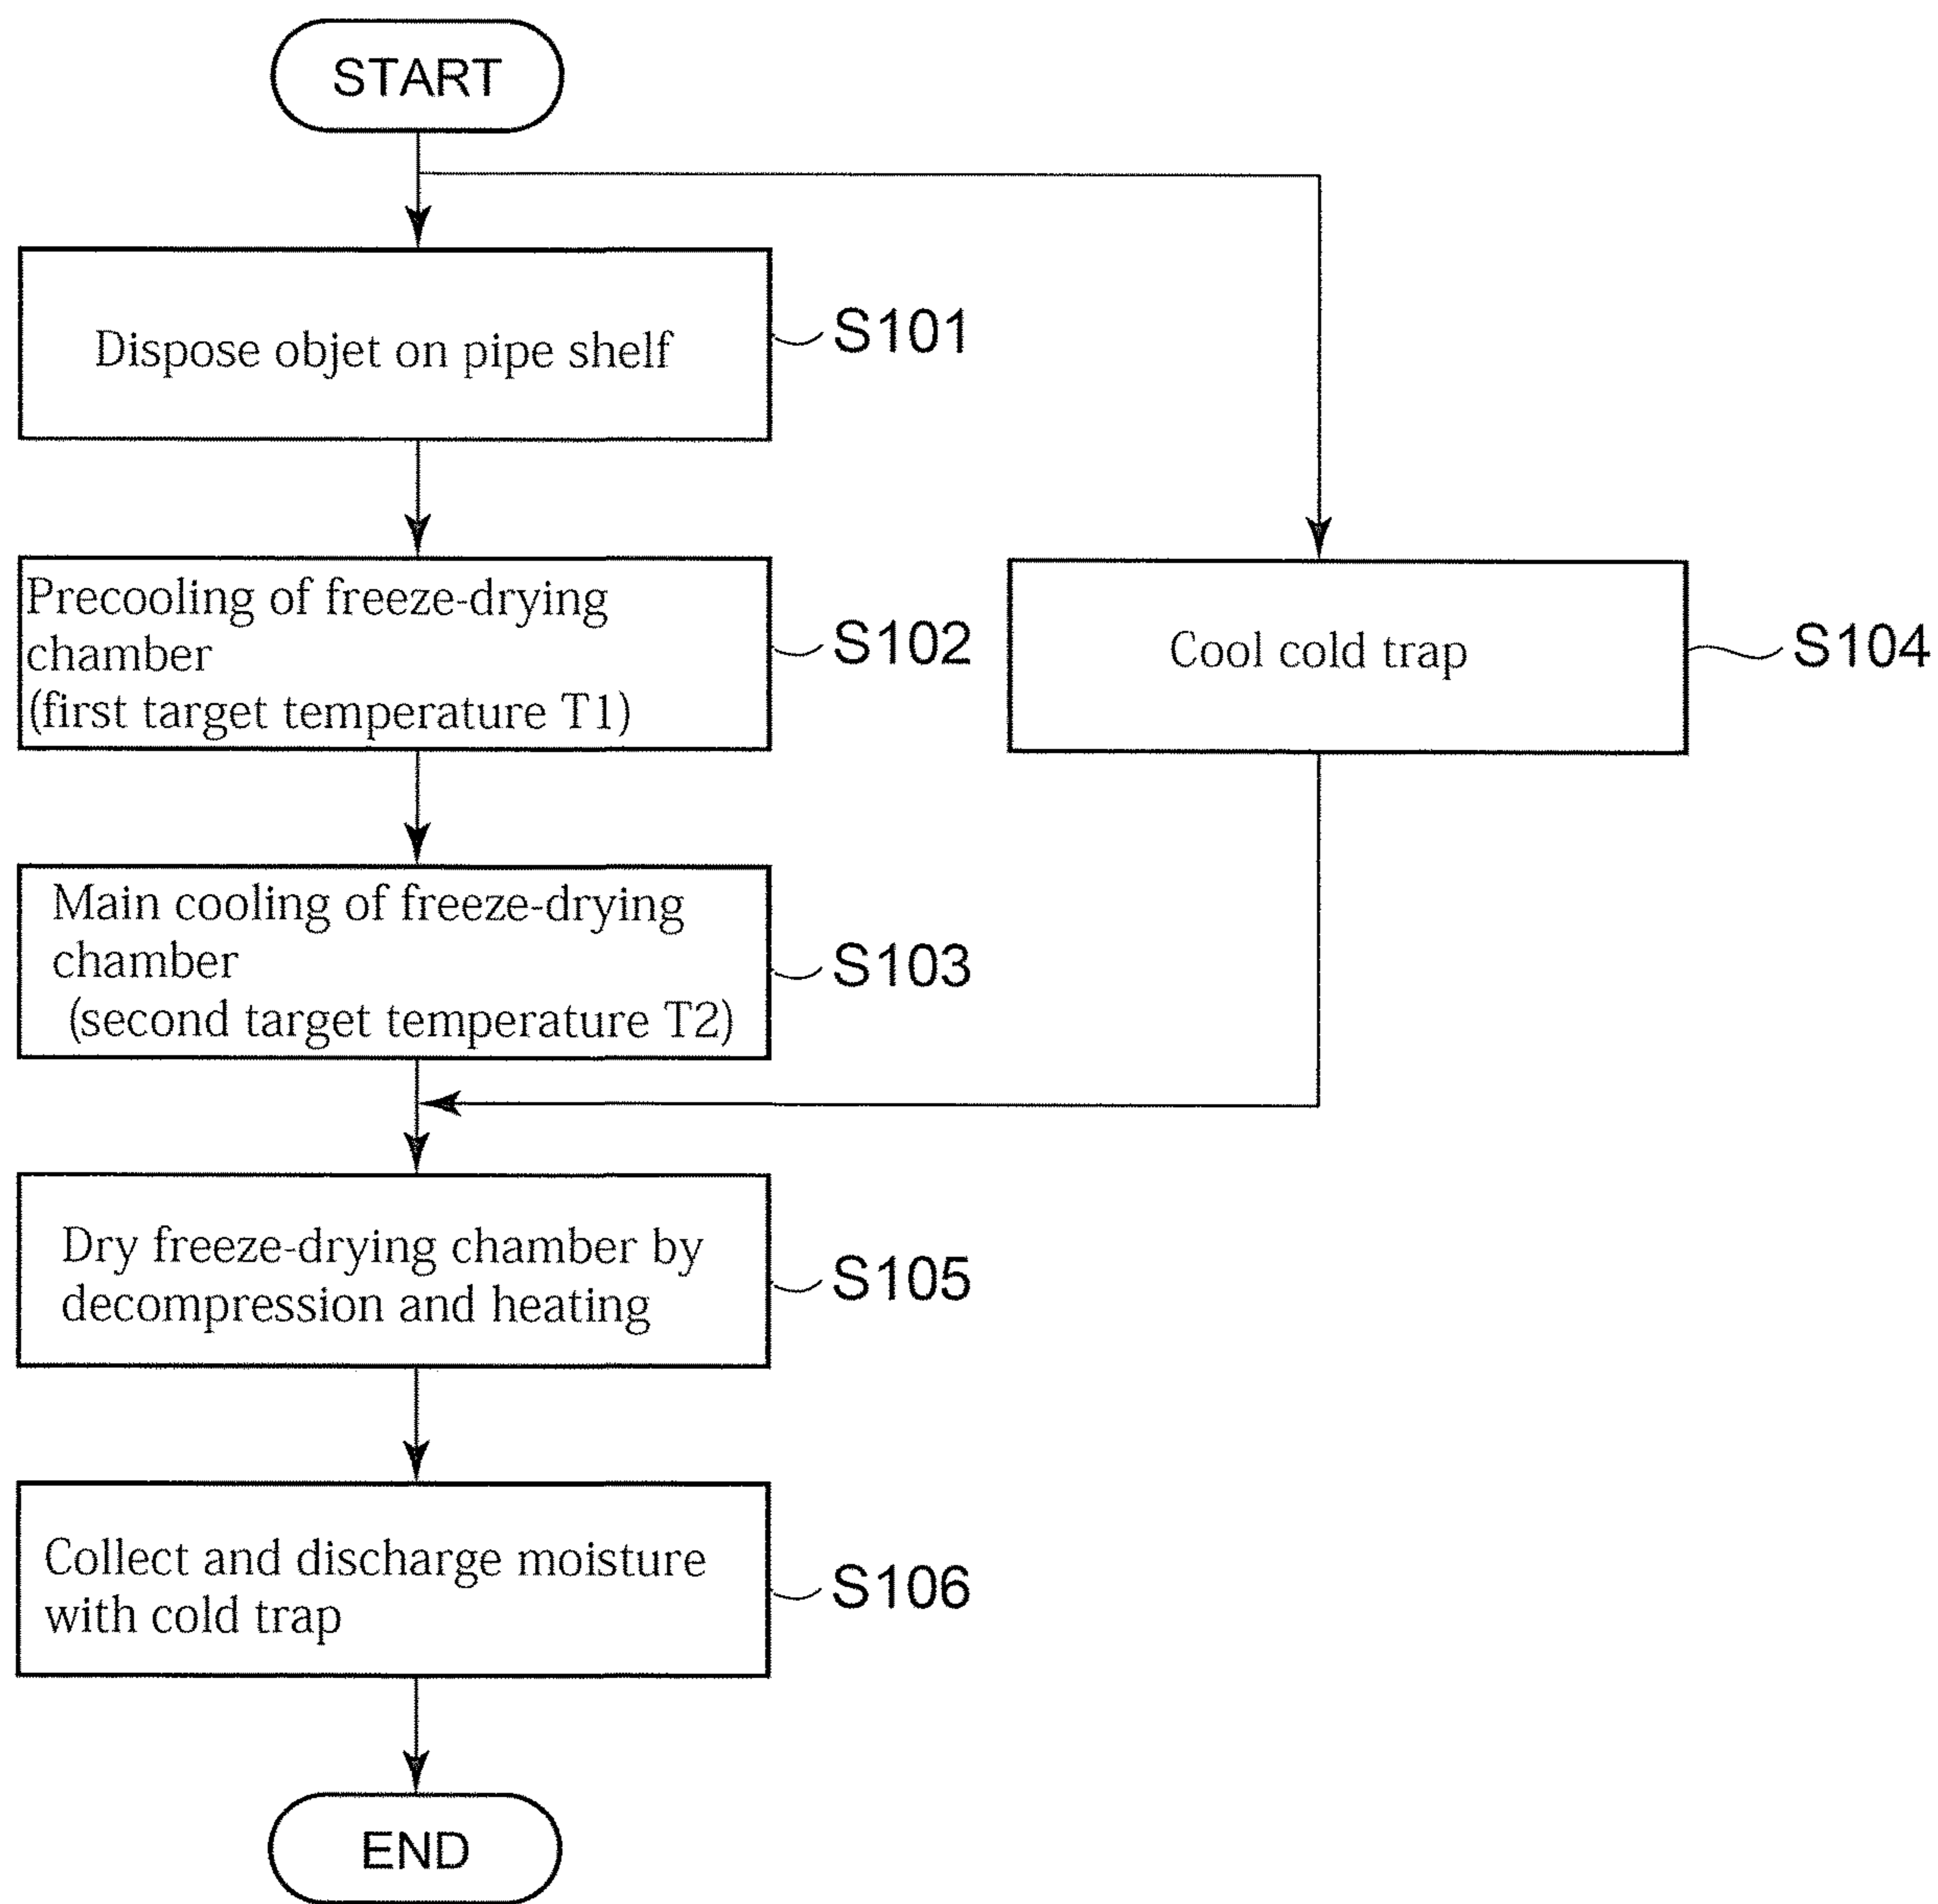 START
Dispose objet on pipe shelf
S101
Precooling of freeze-drying
chamber
(first target temperature T1)
S102
Cool cold trap
S104
Main cooling of freeze-drying
chamber
(second target temperature T2)
S103
Dry freeze-drying chamber by
decompression and heating
S105
Collect and discharge moisture
with cold trap
S106
END